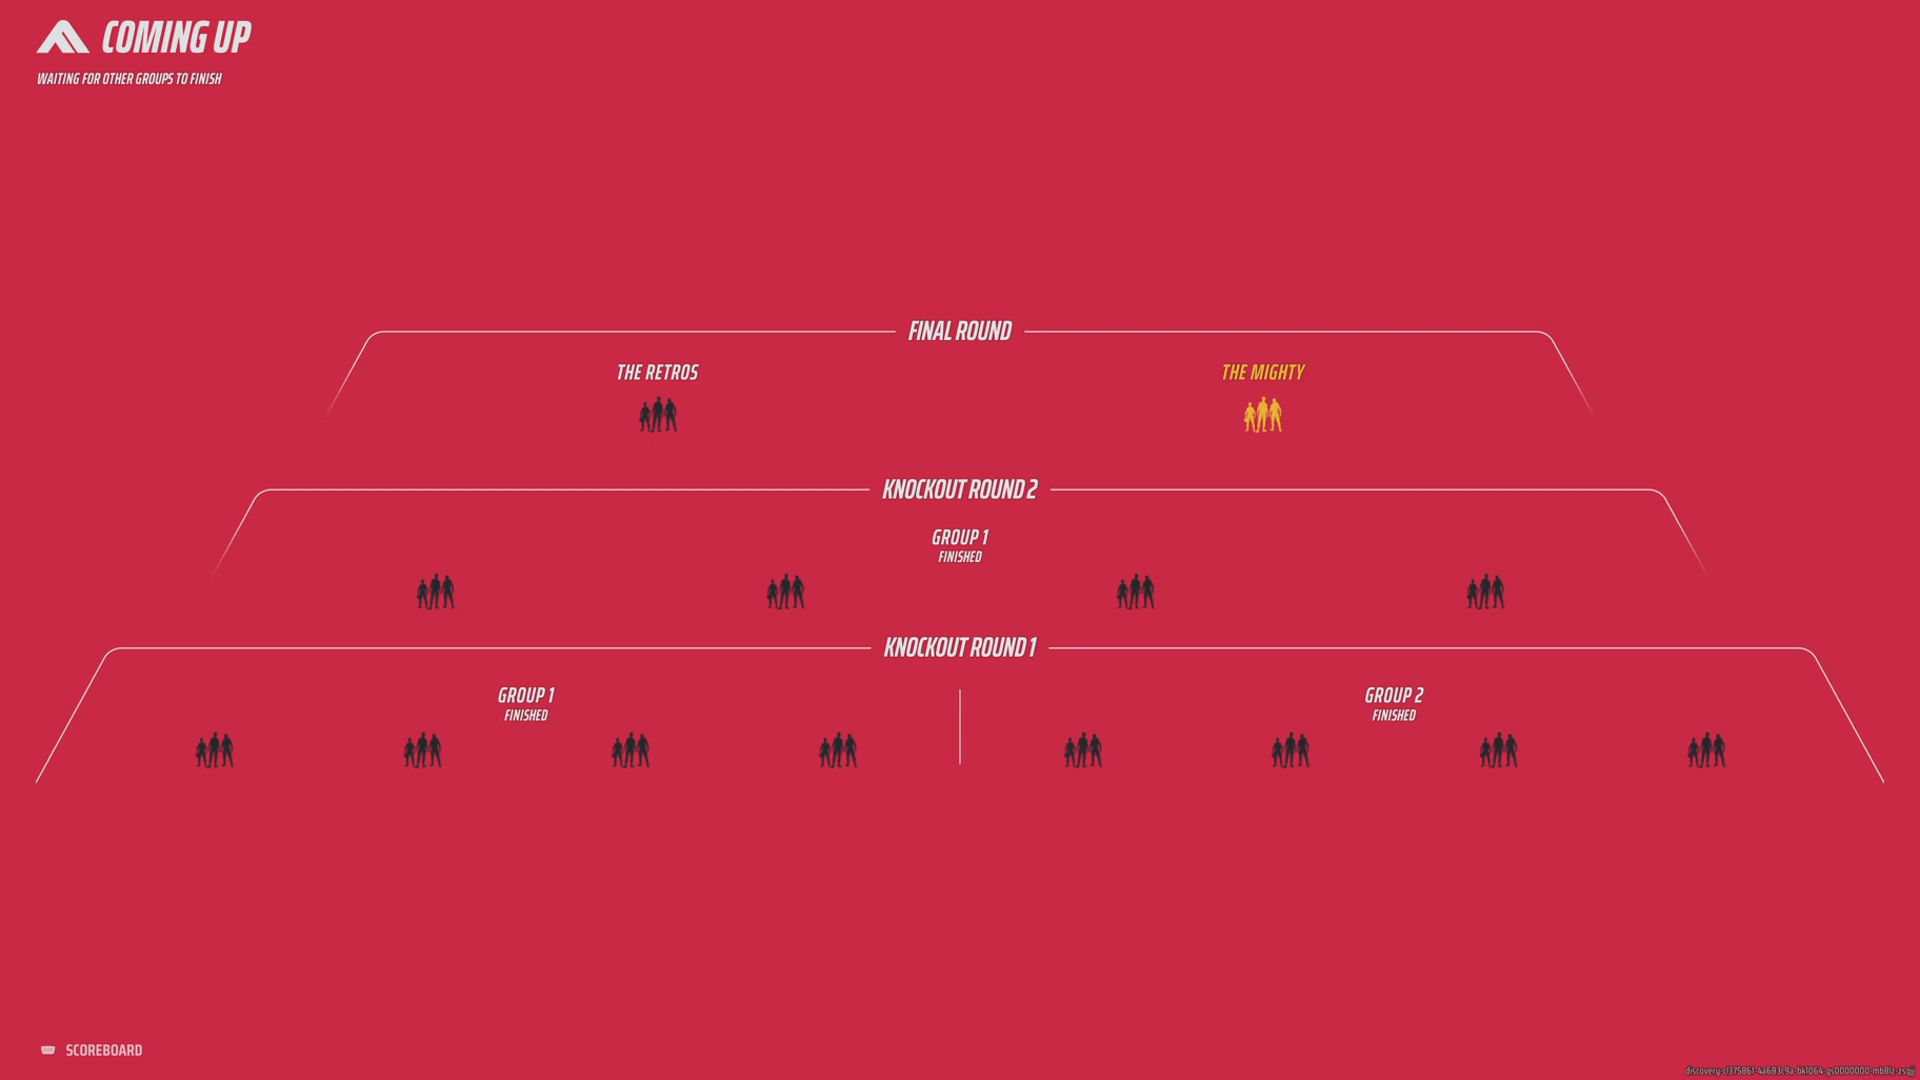 COMING UP
WAITING FOR OTHER GROUPS TO FINISH
FINAL ROUND
THE RETROS
THE MIGHTY
KNOCKOUT ROUND 2
GROUP 1
FINISHED
KNOCKOUT ROUND 1
GROUP 1
FINISHED
GROUP 2
FINISHED
SCOREBOARD